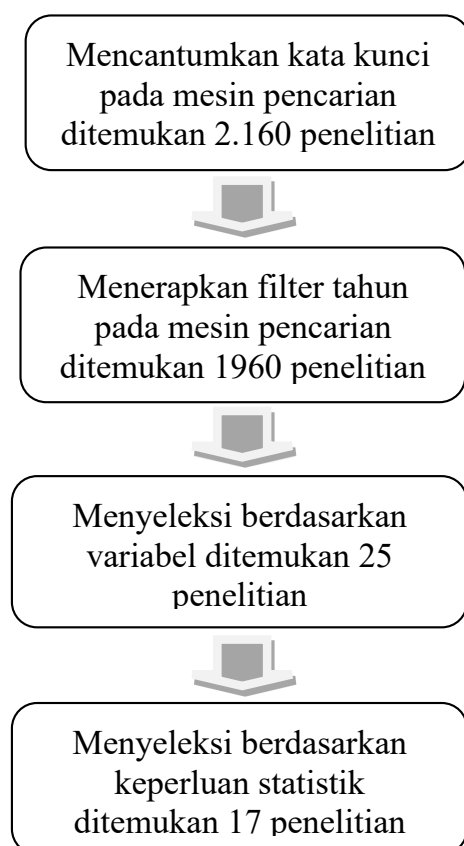 Mencantumkan kata kunci
pada mesin pencarian
ditemukan 2.160 penelitian
Menerapkan filter tahun
pada mesin pencarian
ditemukan 1960 penelitian
Menyeleksi berdasarkan
variabel ditemukan 25
penelitian
Menyeleksi berdasarkan
keperluan statistik
ditemukan 17 penelitian